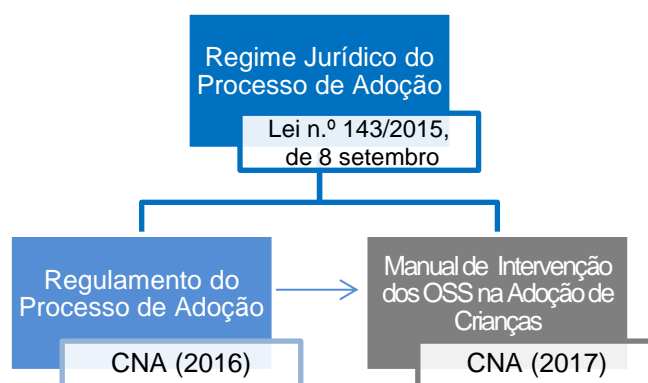 Regime Jurídico do
Processo de Adoção
Lei n.º 143/2015,
de 8 setembro
Regulamento do
Processo de Adoção
CNA (2016)
Manual de Intervenção
dos OSS na Adoção de
Crianças
CNA (2017)